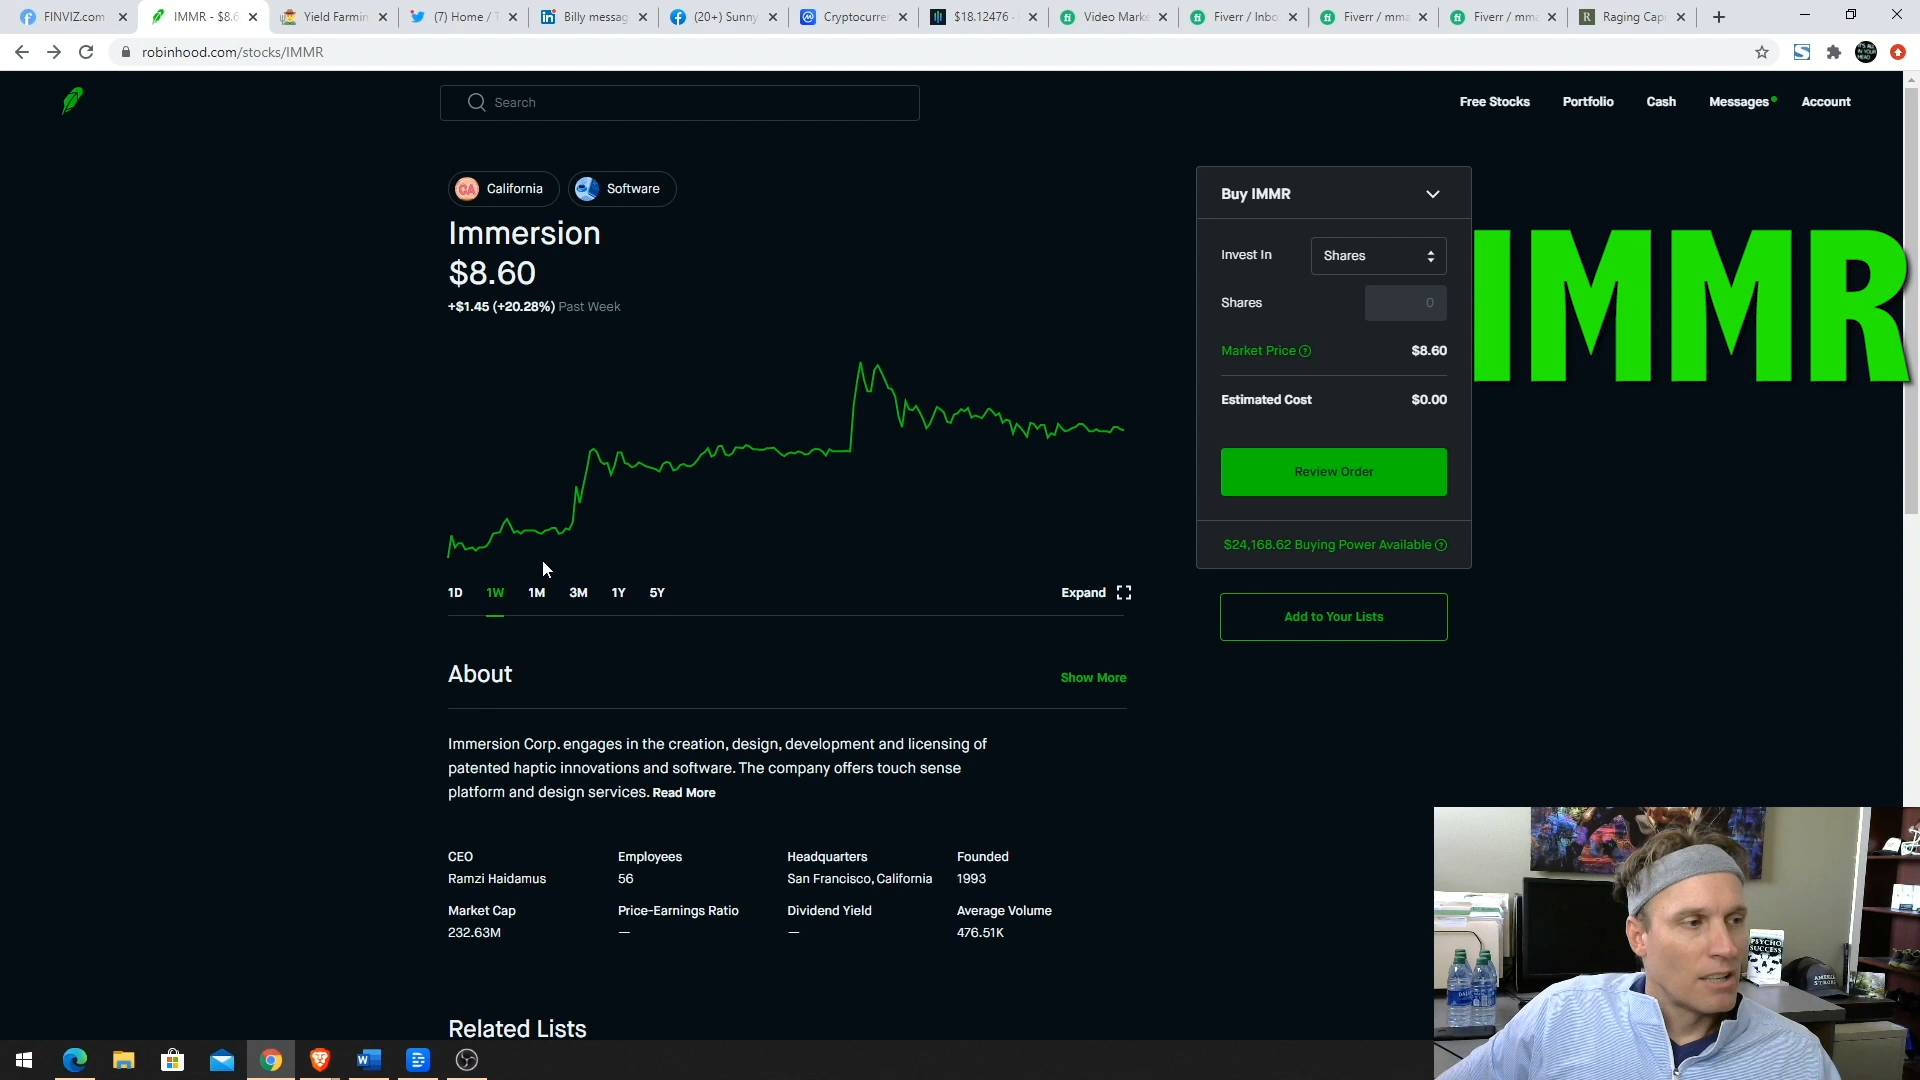 FINVIZ.com
IMMR - $8.6
Yield Farmin
(7) Home / T
Billy messag
(20+) Sunny
Cryptocurren
$18.12476 -
Video Marke
Fiverr / Inbo
Fiverr / mma
Fiverr / mma
Raging Cap
robinhood.com/stocks/IMMR
Search
Free Stocks
Portfolio
Cash
Messages
Account
CA California
Software
Immersion
$8.60
+$1.45 (+20.28%) Past Week
1D 1W 1M 3M 1Y 5Y
Expand
Buy IMMR
Invest In Shares
Shares 0
Market Price $8.60
Estimated Cost $0.00
Review Order
$24,168.62 Buying Power Available
Add to Your Lists
IMMR
About
Show More
Immersion Corp. engages in the creation, design, development and licensing of
patented haptic innovations and software. The company offers touch sense
platform and design services. Read More
CEO Employees Headquarters Founded
Ramzi Haidamus 56 San Francisco, California 1993
Market Cap Price-Earnings Ratio Dividend Yield Average Volume
232.63M — — 476.51K
Related Lists
PSYCHO
SUCCESS